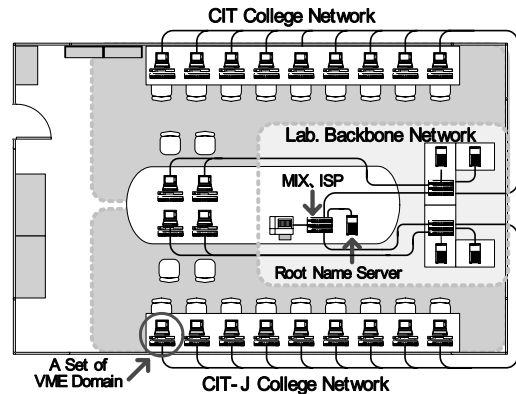 CIT College Network
Lab. Backbone Network
MIX, ISP
Root Name Server
A Set of
VME Domain
CIT-J College Network